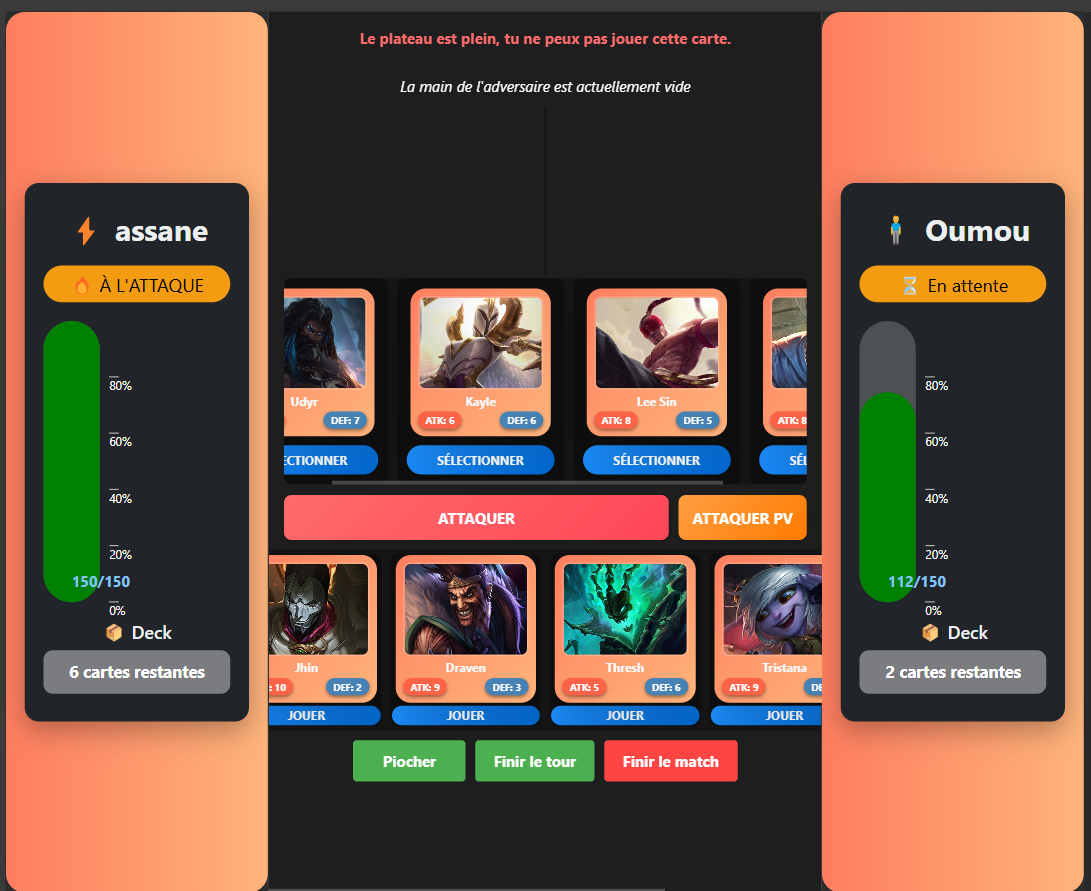 Le plateau est plein, tu ne peux pas jouer cette carte.
La main de l'adversaire est actuellement vide
assane
À L'ATTAQUE
80%
60%
40%
20%
150/150
0%
Deck
6 cartes restantes
Udyr
DEF: 7
ECTIONNER
Kayle
ATK: 6
DEF: 6
SÉLECTIONNER
Lee Sin
ATK: 8
DEF: 5
SÉLECTIONNER
ATK: 8
SÉL
ATTAQUER
ATTAQUER PV
Jhin
: 10
DEF: 2
JOUER
Draven
ATK: 9
DEF: 3
JOUER
Thresh
ATK: 5
DEF: 6
JOUER
Tristana
ATK: 9
DE
JOUER
Piocher
Finir le tour
Finir le match
Oumou
En attente
80%
60%
40%
20%
112/150
0%
Deck
2 cartes restantes